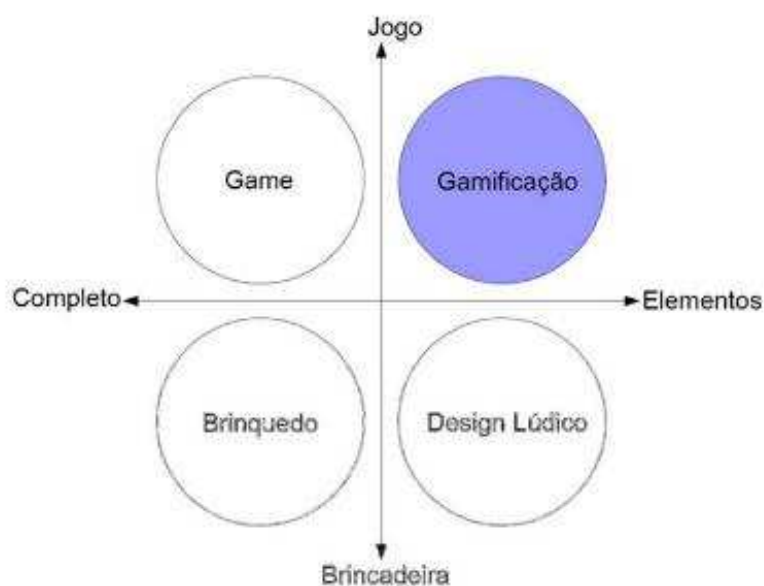 Jogo
Game
Gamificação
Completo
Elementos
Brinquedo
Design Lúdico
Brincadeira